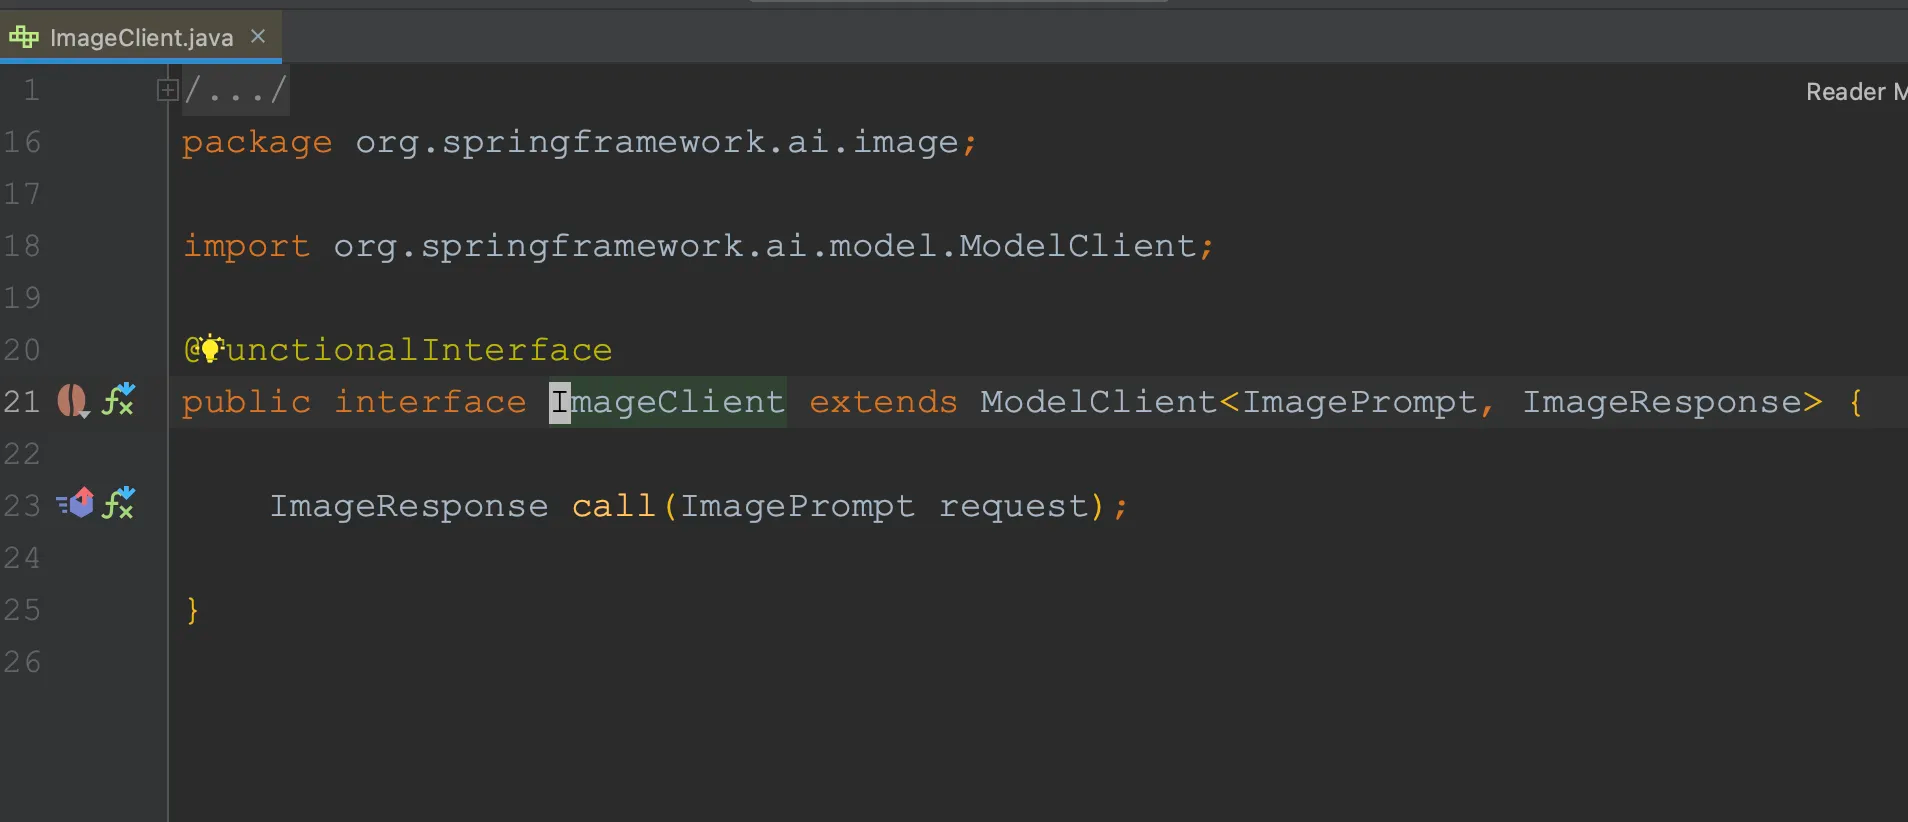 ImageClient.java
1 /.../
Reader M
16 package org.springframework.ai.image;
17
18 import org.springframework.ai.model.ModelClient;
19
20 @unctionalInterface
21 public interface ImageClient extends ModelClient<ImagePrompt, ImageResponse> {
22
23 ImageResponse call(ImagePrompt request);
24
25 }
26